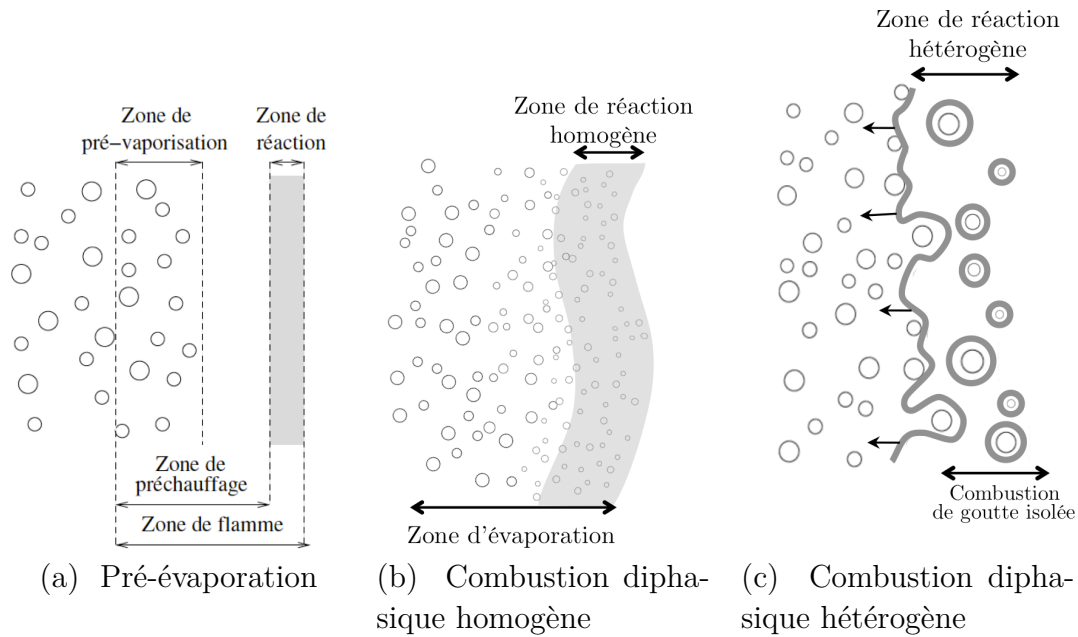 Zone de
pré−vaporisation
Zone de
réaction
Zone de
préchauffage
Zone de flamme
(a) Pré-évaporation
Zone de réaction
homogène
Zone d'évaporation
(b) Combustion dipha-
sique homogène
Zone de réaction
hétérogène
Combustion
de goutte isolée
(c) Combustion dipha-
sique hétérogène